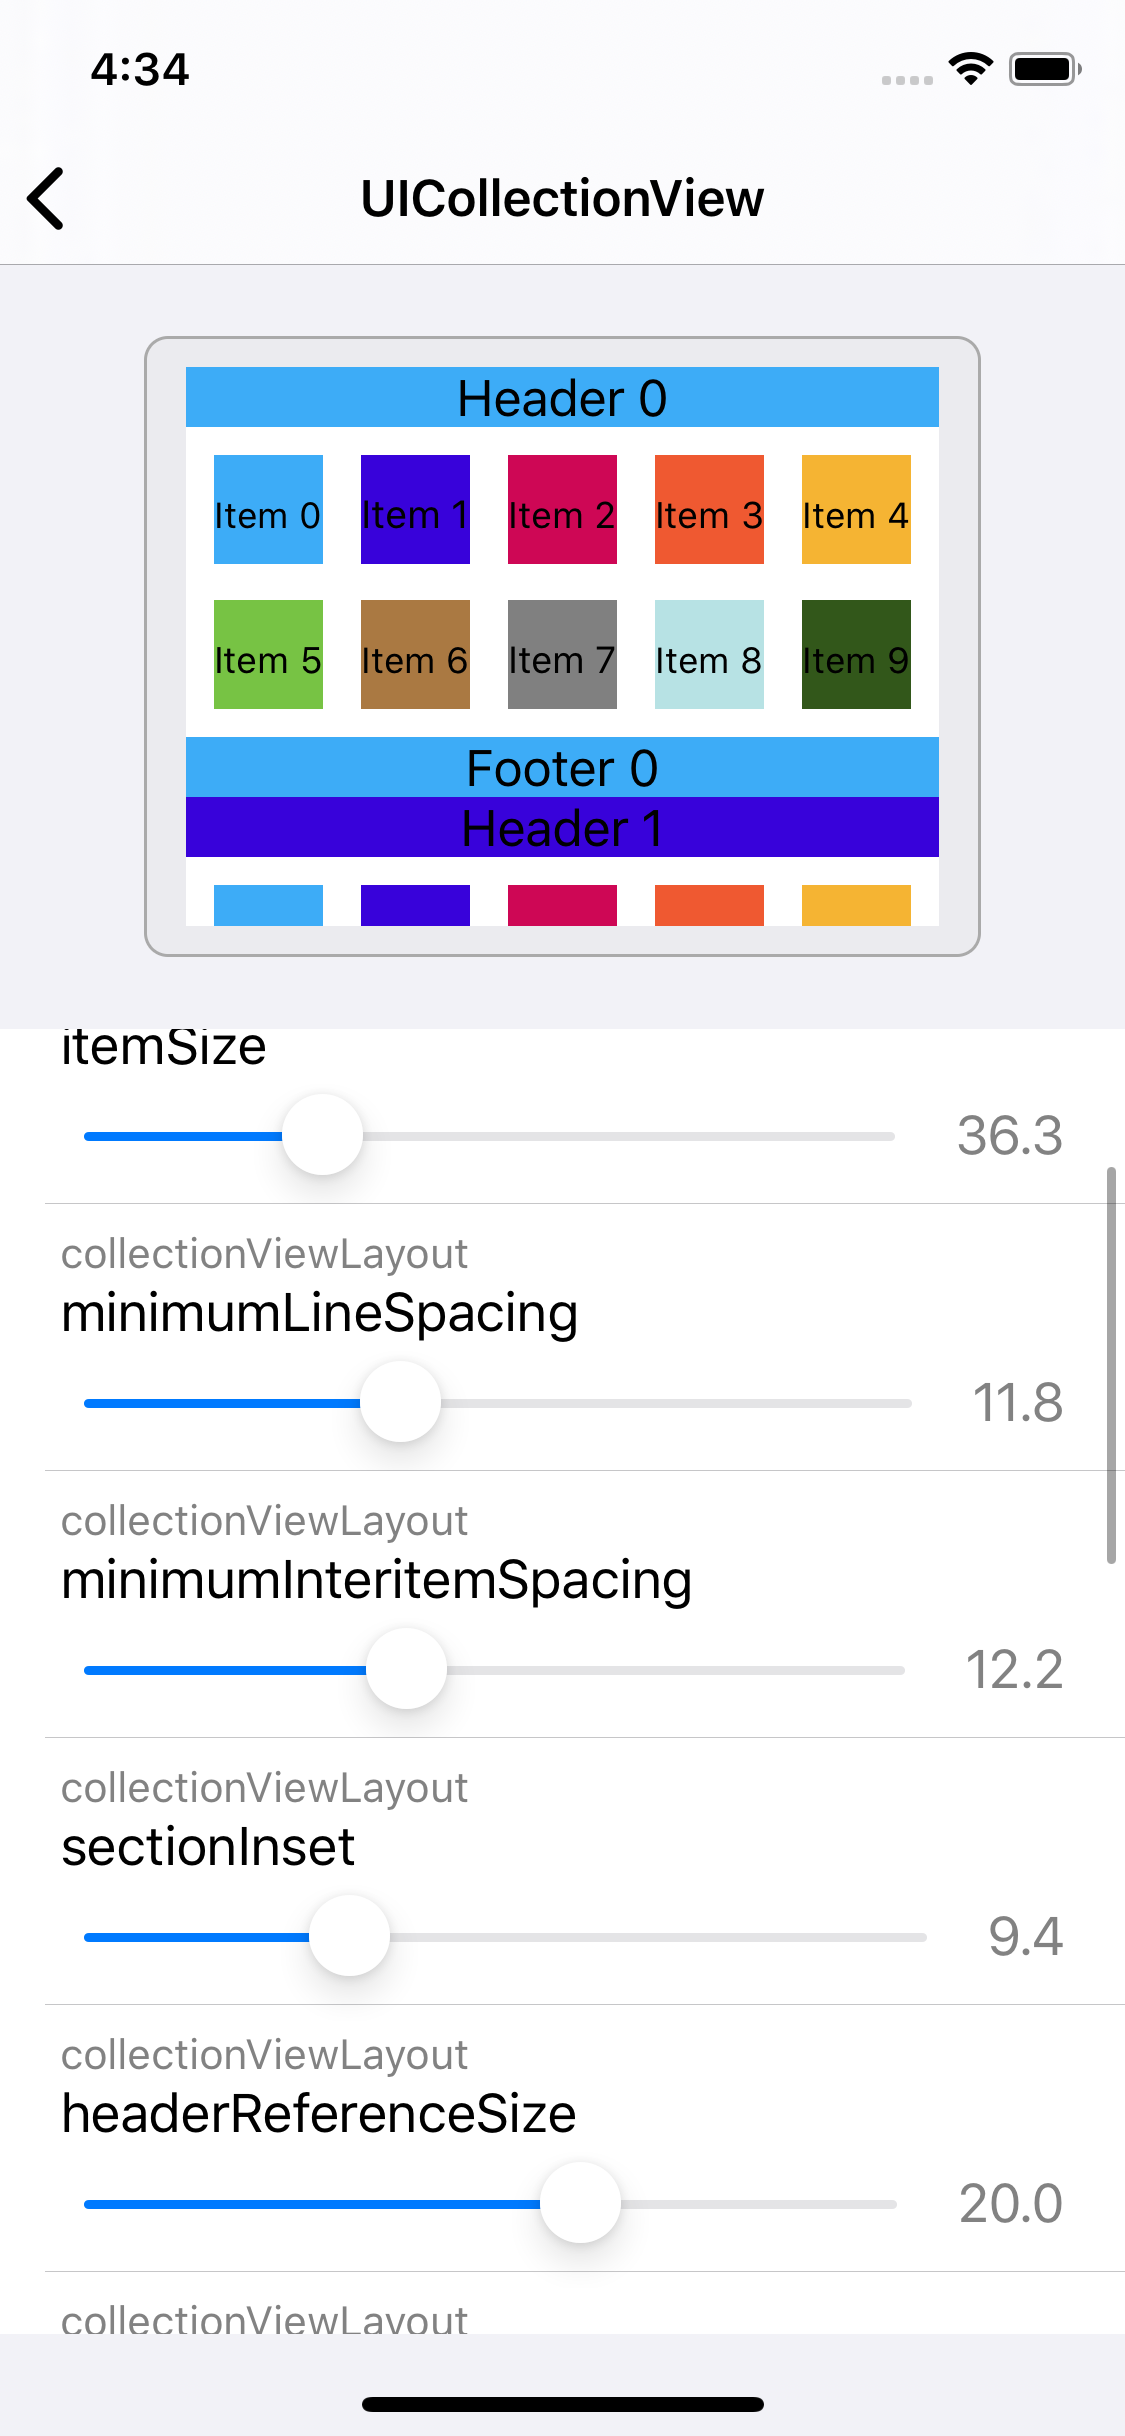 4:34
UICollectionView
Header 0
Item 0 Item 1 Item 2 Item 3 Item 4
Item 5 Item 6 Item 7 Item 8 Item 9
Footer 0
Header 1
itemSize
36.3
collectionViewLayout
minimumLineSpacing
11.8
collectionViewLayout
minimumInteritemSpacing
12.2
collectionViewLayout
sectionInset
9.4
collectionViewLayout
headerReferenceSize
20.0
collectionViewLayout